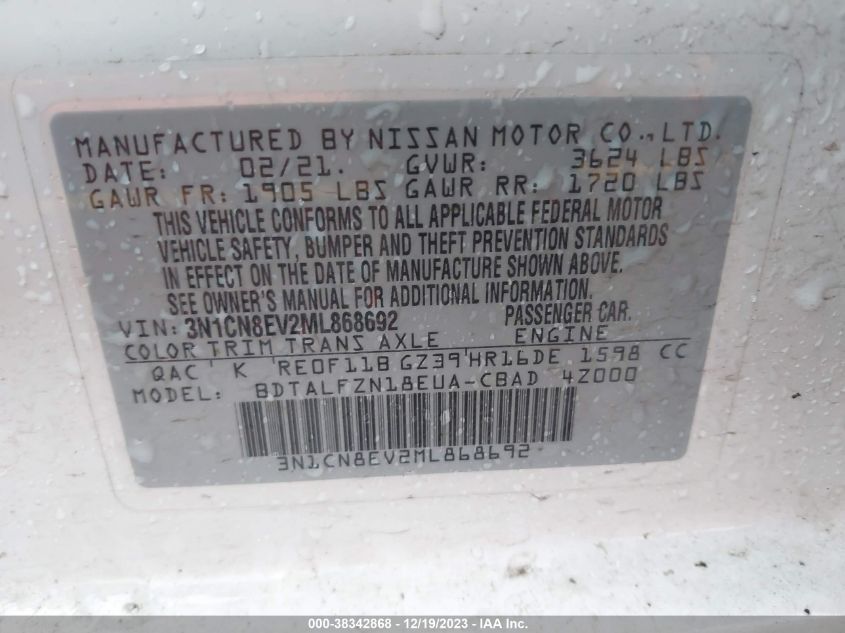 MANUFACTURED BY NISSAN MOTOR CO., LTD.
DATE: 02/21. GVWR: 3624 LBS
GAWR FR: 1905 LBS GAWR RR: 1720 LBS
THIS VEHICLE CONFORMS TO ALL APPLICABLE FEDERAL MOTOR
VEHICLE SAFETY, BUMPER AND THEFT PREVENTION STANDARDS
IN EFFECT ON THE DATE OF MANUFACTURE SHOWN ABOVE.
SEE OWNER'S MANUAL FOR ADDITIONAL INFORMATION.
VIN: 3N1CN8EV2ML868692 PASSENGER CAR.
COLOR TRIM TRANS AXLE ENGINE
QAC K RE0F11B GZ39 HR16DE 1598 CC
MODEL: BDTALFZN18EUA-CBAD 4Z000
3N1CN8EV2ML868692
000-38342868 - 12/19/2023 - IAA Inc.